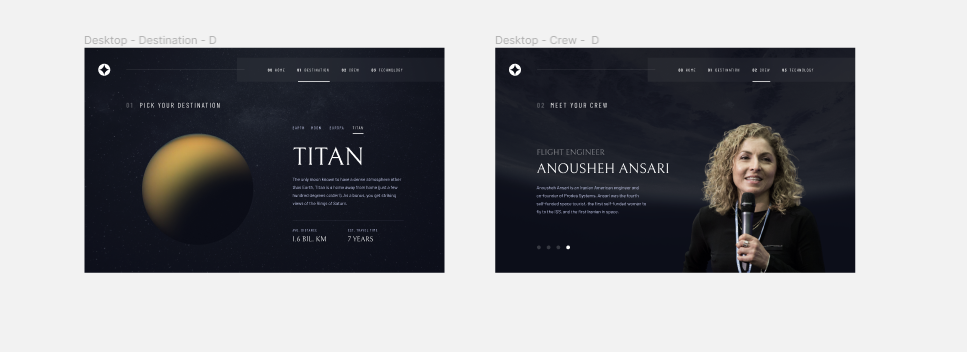 Desktop - Destination - D
00 HOME 01 DESTINATION 02 CREW 03 TECHNOLOGY
01 PICK YOUR DESTINATION
EARTH MOON EUROPA TITAN
TITAN
The only moon known to have a dense atmosphere other
than Earth, Titan is a home away from home (just a few
hundred degrees colder!). As a bonus, you get striking
views of the Rings of Saturn.
AVG. DISTANCE EST. TRAVEL TIME
1.6 BIL. KM 7 YEARS
Desktop - Crew - D
00 HOME 01 DESTINATION 02 CREW 03 TECHNOLOGY
02 MEET YOUR CREW
FLIGHT ENGINEER
ANOUSHEH ANSARI
Anousheh Ansari is an Iranian American engineer and
co-founder of Prodea Systems. Ansari was the fourth
self-funded space tourist, the first self-funded woman to
fly to the ISS, and the first Iranian in space.